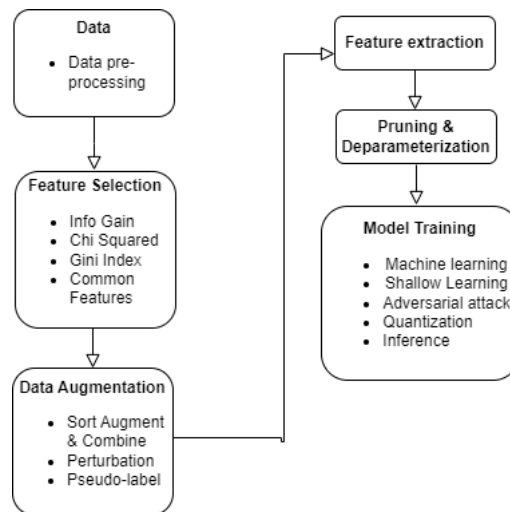 Data
• Data pre-
processing
Feature Selection
• Info Gain
• Chi Squared
• Gini Index
• Common
Features
Data Augmentation
• Sort Augment
& Combine
• Perturbation
• Pseudo-label
Feature extraction
Pruning &
Deparameterization
Model Training
• Machine learning
• Shallow Learning
• Adversarial attack
• Quantization
• Inference